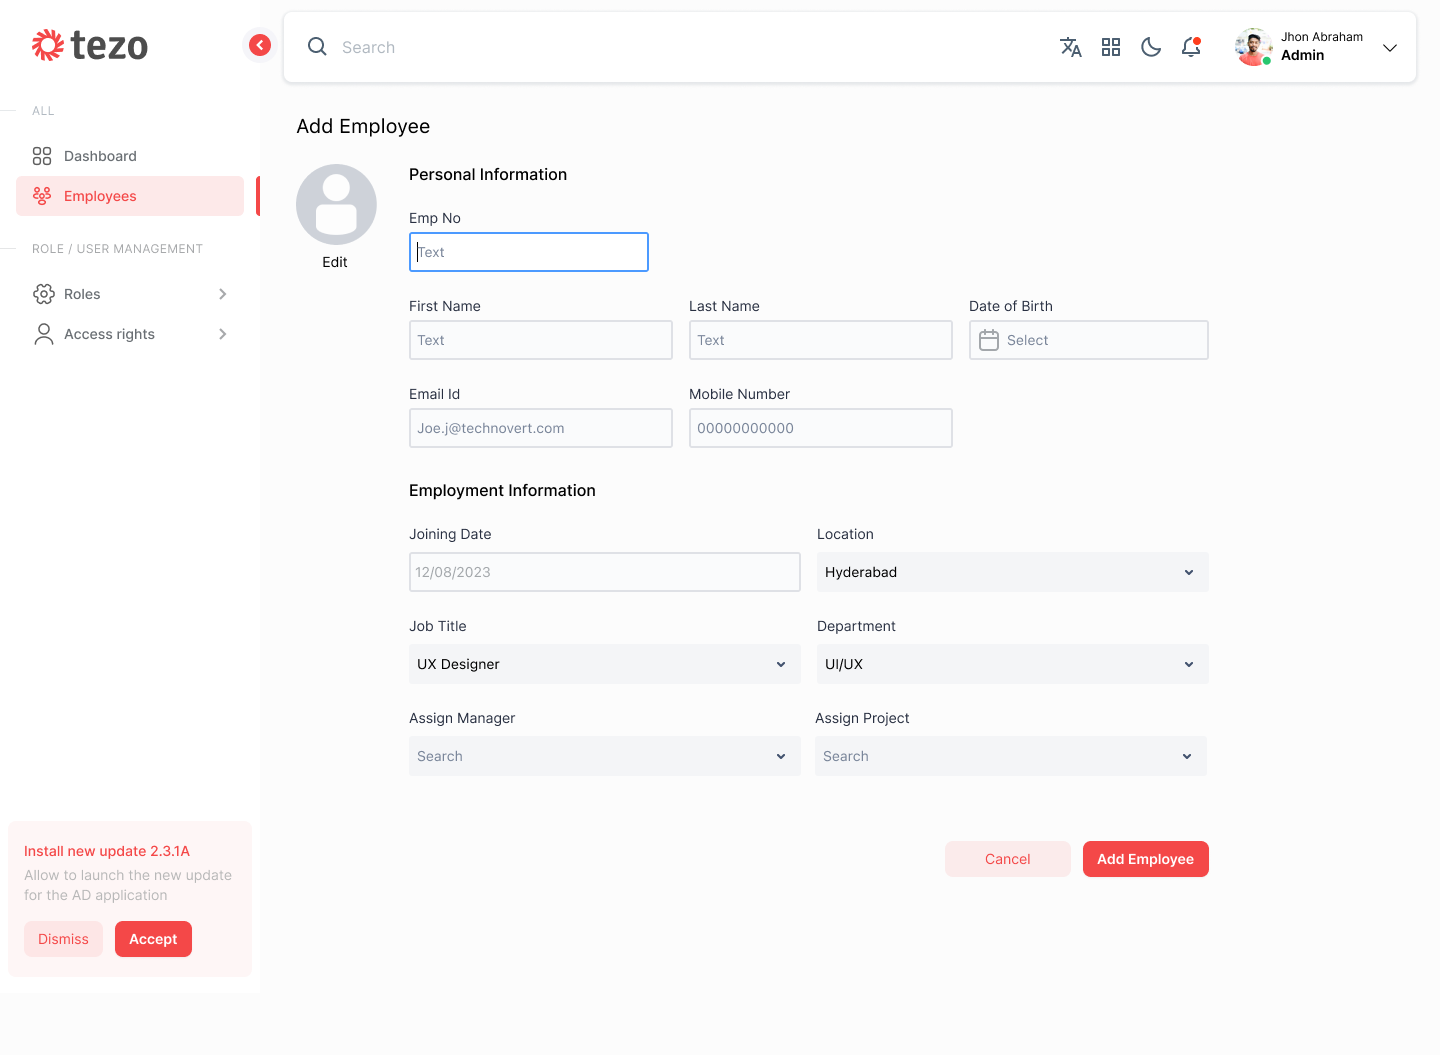 tezo
Search
Jhon Abraham
Admin
ALL
Dashboard
Employees
ROLE / USER MANAGEMENT
Roles
Access rights
Add Employee
Edit
Personal Information
Emp No
Text
First Name
Last Name
Date of Birth
Text
Text
Select
Email Id
Mobile Number
Joe.j@technovert.com
00000000000
Employment Information
Joining Date
Location
12/08/2023
Hyderabad
Job Title
Department
UX Designer
UI/UX
Assign Manager
Assign Project
Search
Search
Cancel
Add Employee
Install new update 2.3.1A
Allow to launch the new update
for the AD application
Dismiss
Accept